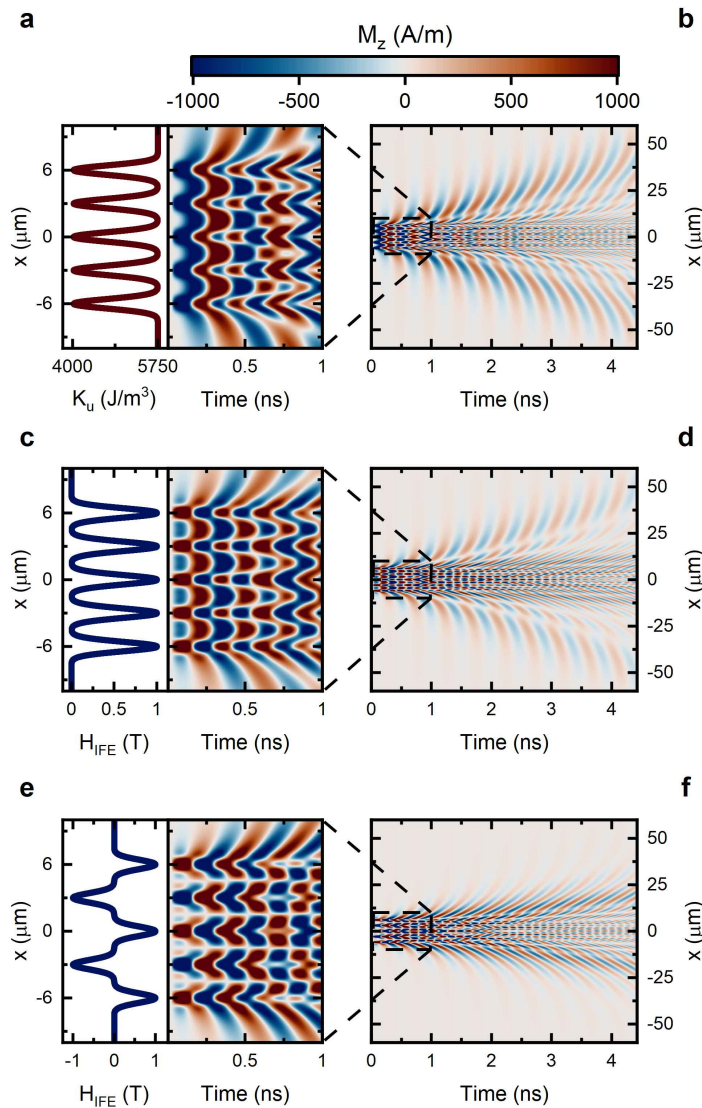 a
b
M_z (A/m)
-1000 -500 0 500 1000
x (μm)
6
0
-6
4000 5750
K_u (J/m³)
0.5 1
Time (ns)
50
25
0
-25
-50
x (μm)
0 1 2 3 4
Time (ns)
c
d
x (μm)
6
0
-6
0 0.5 1
H_IFE (T)
0.5 1
Time (ns)
50
25
0
-25
-50
x (μm)
0 1 2 3 4
Time (ns)
e
f
x (μm)
6
0
-6
-1 0 1
H_IFE (T)
0.5 1
Time (ns)
50
25
0
-25
-50
x (μm)
0 1 2 3 4
Time (ns)